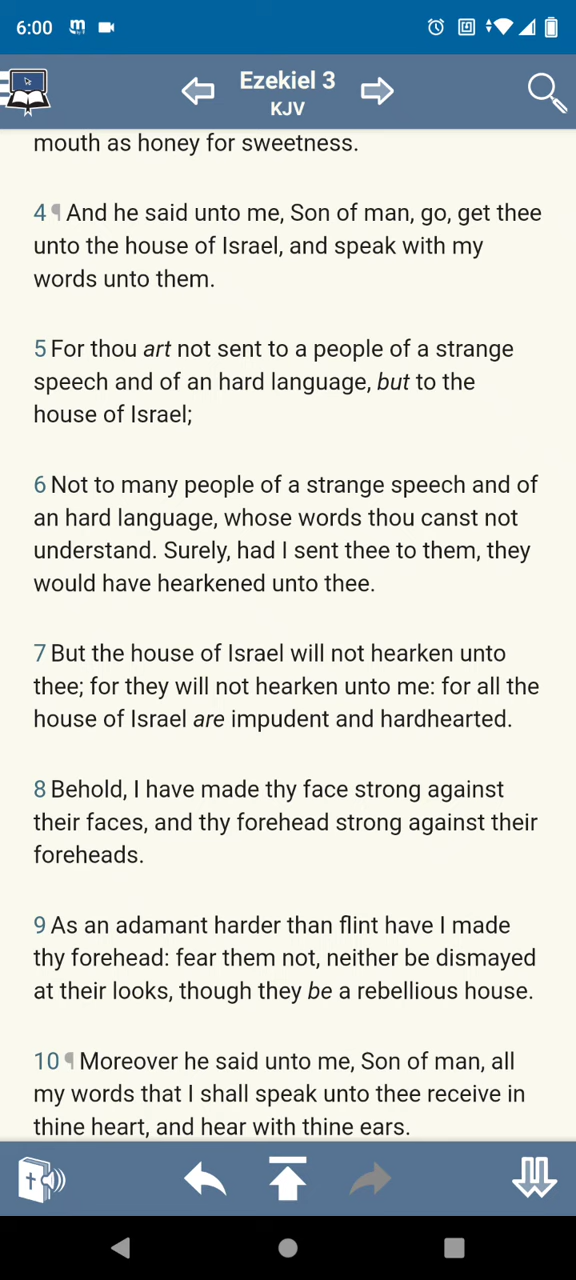 6:00
Ezekiel 3
KJV
mouth as honey for sweetness.
4 ¶ And he said unto me, Son of man, go, get thee
unto the house of Israel, and speak with my
words unto them.
5 For thou art not sent to a people of a strange
speech and of an hard language, but to the
house of Israel;
6 Not to many people of a strange speech and of
an hard language, whose words thou canst not
understand. Surely, had I sent thee to them, they
would have hearkened unto thee.
7 But the house of Israel will not hearken unto
thee; for they will not hearken unto me: for all the
house of Israel are impudent and hardhearted.
8 Behold, I have made thy face strong against
their faces, and thy forehead strong against their
foreheads.
9 As an adamant harder than flint have I made
thy forehead: fear them not, neither be dismayed
at their looks, though they be a rebellious house.
10 ¶ Moreover he said unto me, Son of man, all
my words that I shall speak unto thee receive in
thine heart, and hear with thine ears.